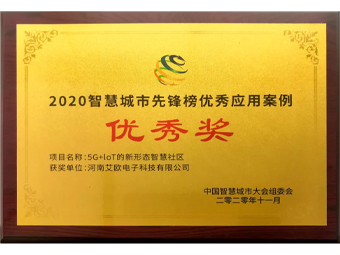 2020智慧城市先锋榜优秀应用案例
优秀奖
项目名称:5G+IoT的新形态智慧社区
获奖单位:河南艾欧电子科技有限公司
中国智慧城市大会组委会
二零二零年十一月